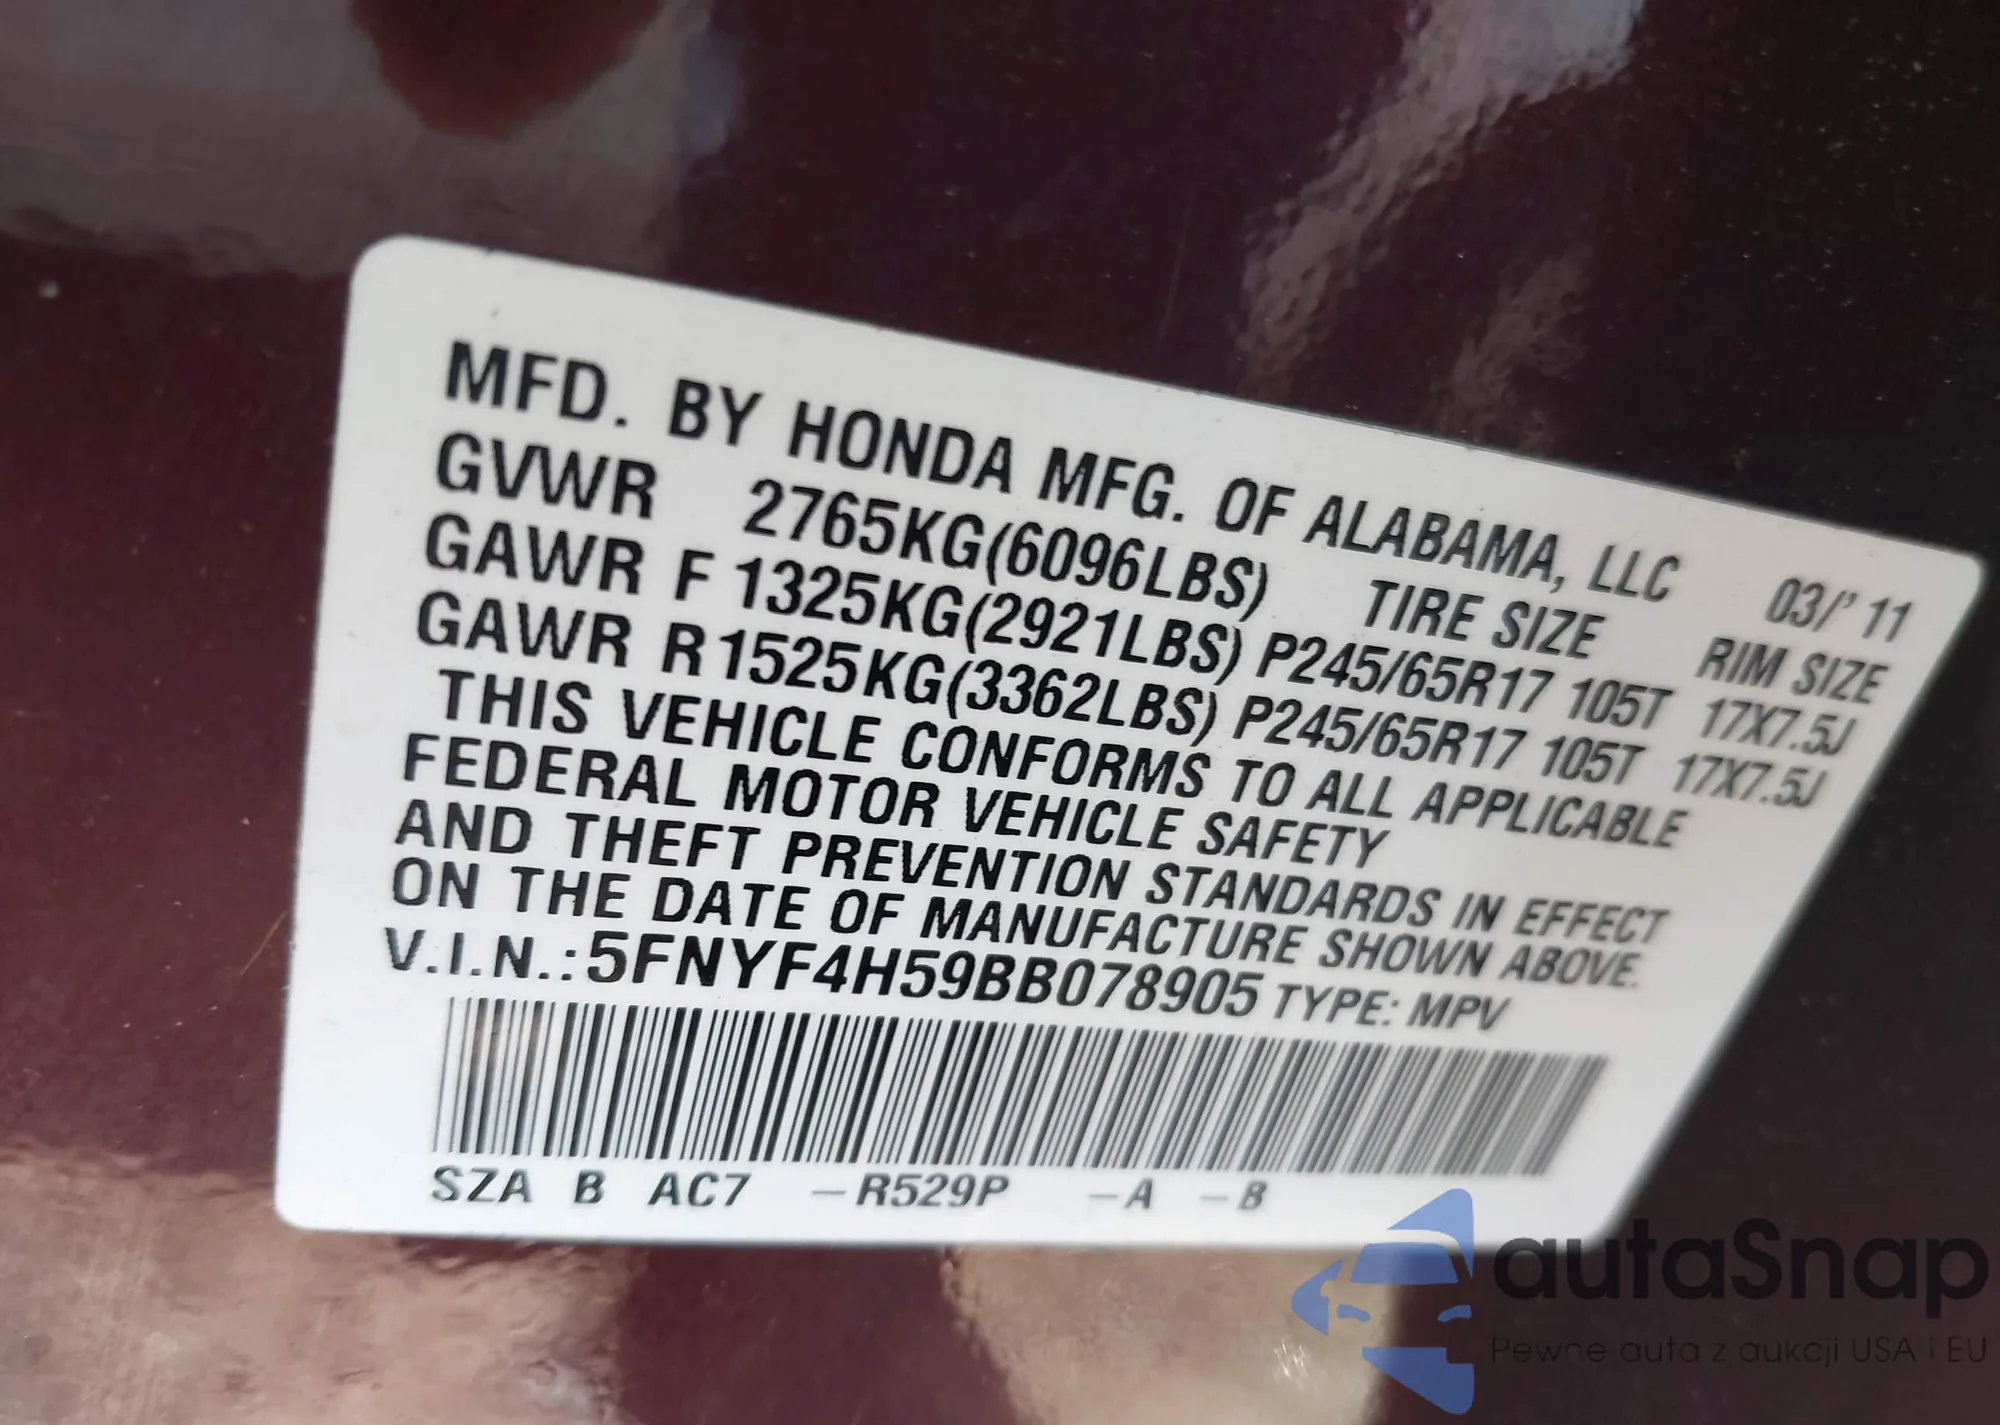 MFD. BY HONDA MFG. OF ALABAMA, LLC 03/'11
GVWR 2765KG(6096LBS) TIRE SIZE RIM SIZE
GAWR F 1325KG(2921LBS) P245/65R17 105T 17X7.5J
GAWR R 1525KG(3362LBS) P245/65R17 105T 17X7.5J
THIS VEHICLE CONFORMS TO ALL APPLICABLE
FEDERAL MOTOR VEHICLE SAFETY
AND THEFT PREVENTION STANDARDS IN EFFECT
ON THE DATE OF MANUFACTURE SHOWN ABOVE.
V.I.N.:5FNYF4H59BB078905 TYPE: MPV
SZA B AC7 –R529P –A –B
autaSnap
Pewne auta z aukcji USA i EU